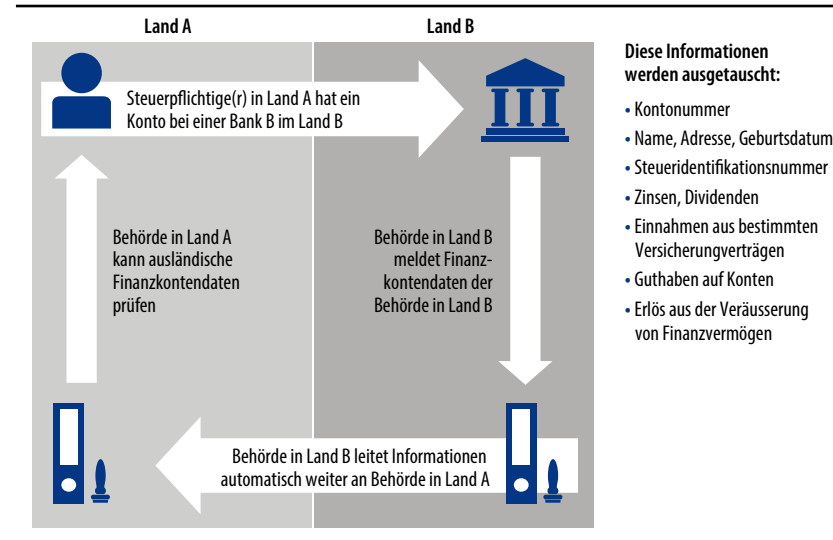 Land A
Land B
Steuerpflichtige(r) in Land A hat ein
Konto bei einer Bank B im Land B
Behörde in Land A
kann ausländische
Finanzkontendaten
prüfen
Behörde in Land B
meldet Finanz-
kontendaten der
Behörde in Land B
Behörde in Land B leitet Informationen
automatisch weiter an Behörde in Land A
Diese Informationen
werden ausgetauscht:
• Kontonummer
• Name, Adresse, Geburtsdatum
• Steueridentifikationsnummer
• Zinsen, Dividenden
• Einnahmen aus bestimmten
Versicherungverträgen
• Guthaben auf Konten
• Erlös aus der Veräusserung
von Finanzvermögen